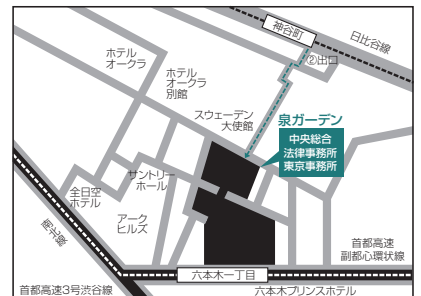 神谷町
日比谷線
②出口
ホテル
オークラ
ホテル
オークラ
別館
スウェーデン
大使館
泉ガーデン
中央総合
法律事務所
東京事務所
サントリー
ホール
全日空
ホテル
南北線
アーク
ヒルズ
首都高速
副都心環状線
六本木一丁目
首都高速3号渋谷線
六本木プリンスホテル